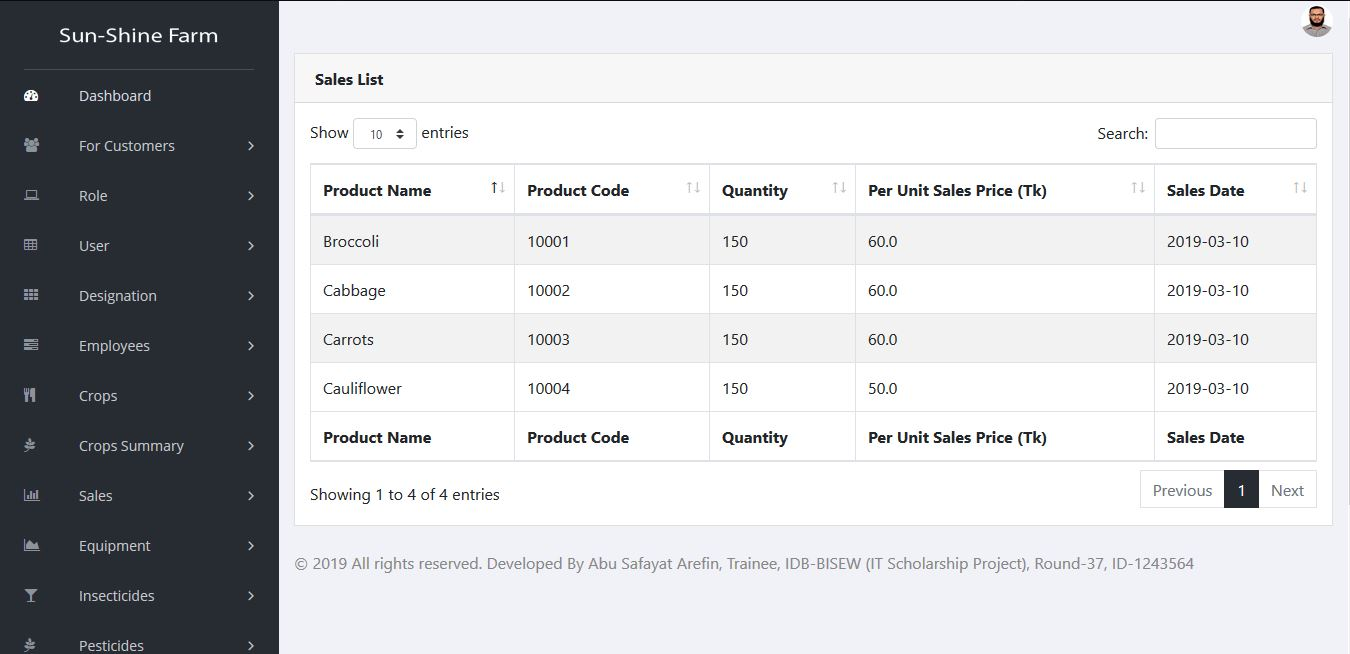 Sun-Shine Farm
Dashboard
For Customers
Role
User
Designation
Employees
Crops
Crops Summary
Sales
Equipment
Insecticides
Pesticides
Sales List
Show 10 entries
Search:
Product Name Product Code Quantity Per Unit Sales Price (Tk) Sales Date
Broccoli 10001 150 60.0 2019-03-10
Cabbage 10002 150 60.0 2019-03-10
Carrots 10003 150 60.0 2019-03-10
Cauliflower 10004 150 50.0 2019-03-10
Product Name Product Code Quantity Per Unit Sales Price (Tk) Sales Date
Showing 1 to 4 of 4 entries
Previous 1 Next
© 2019 All rights reserved. Developed By Abu Safayat Arefin, Trainee, IDB-BISEW (IT Scholarship Project), Round-37, ID-1243564